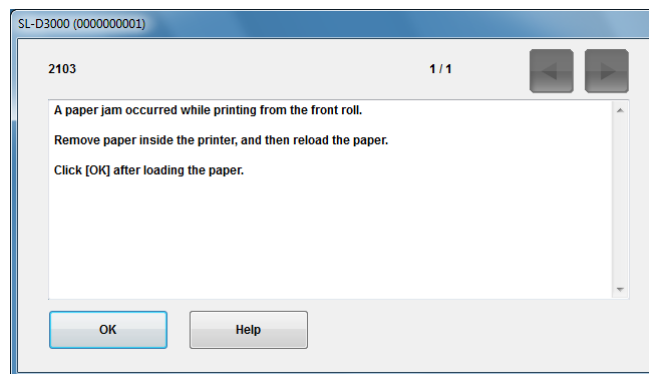 SL-D3000 (0000000001)
2103 1 / 1
A paper jam occurred while printing from the front roll.
Remove paper inside the printer, and then reload the paper.
Click [OK] after loading the paper.
OK Help